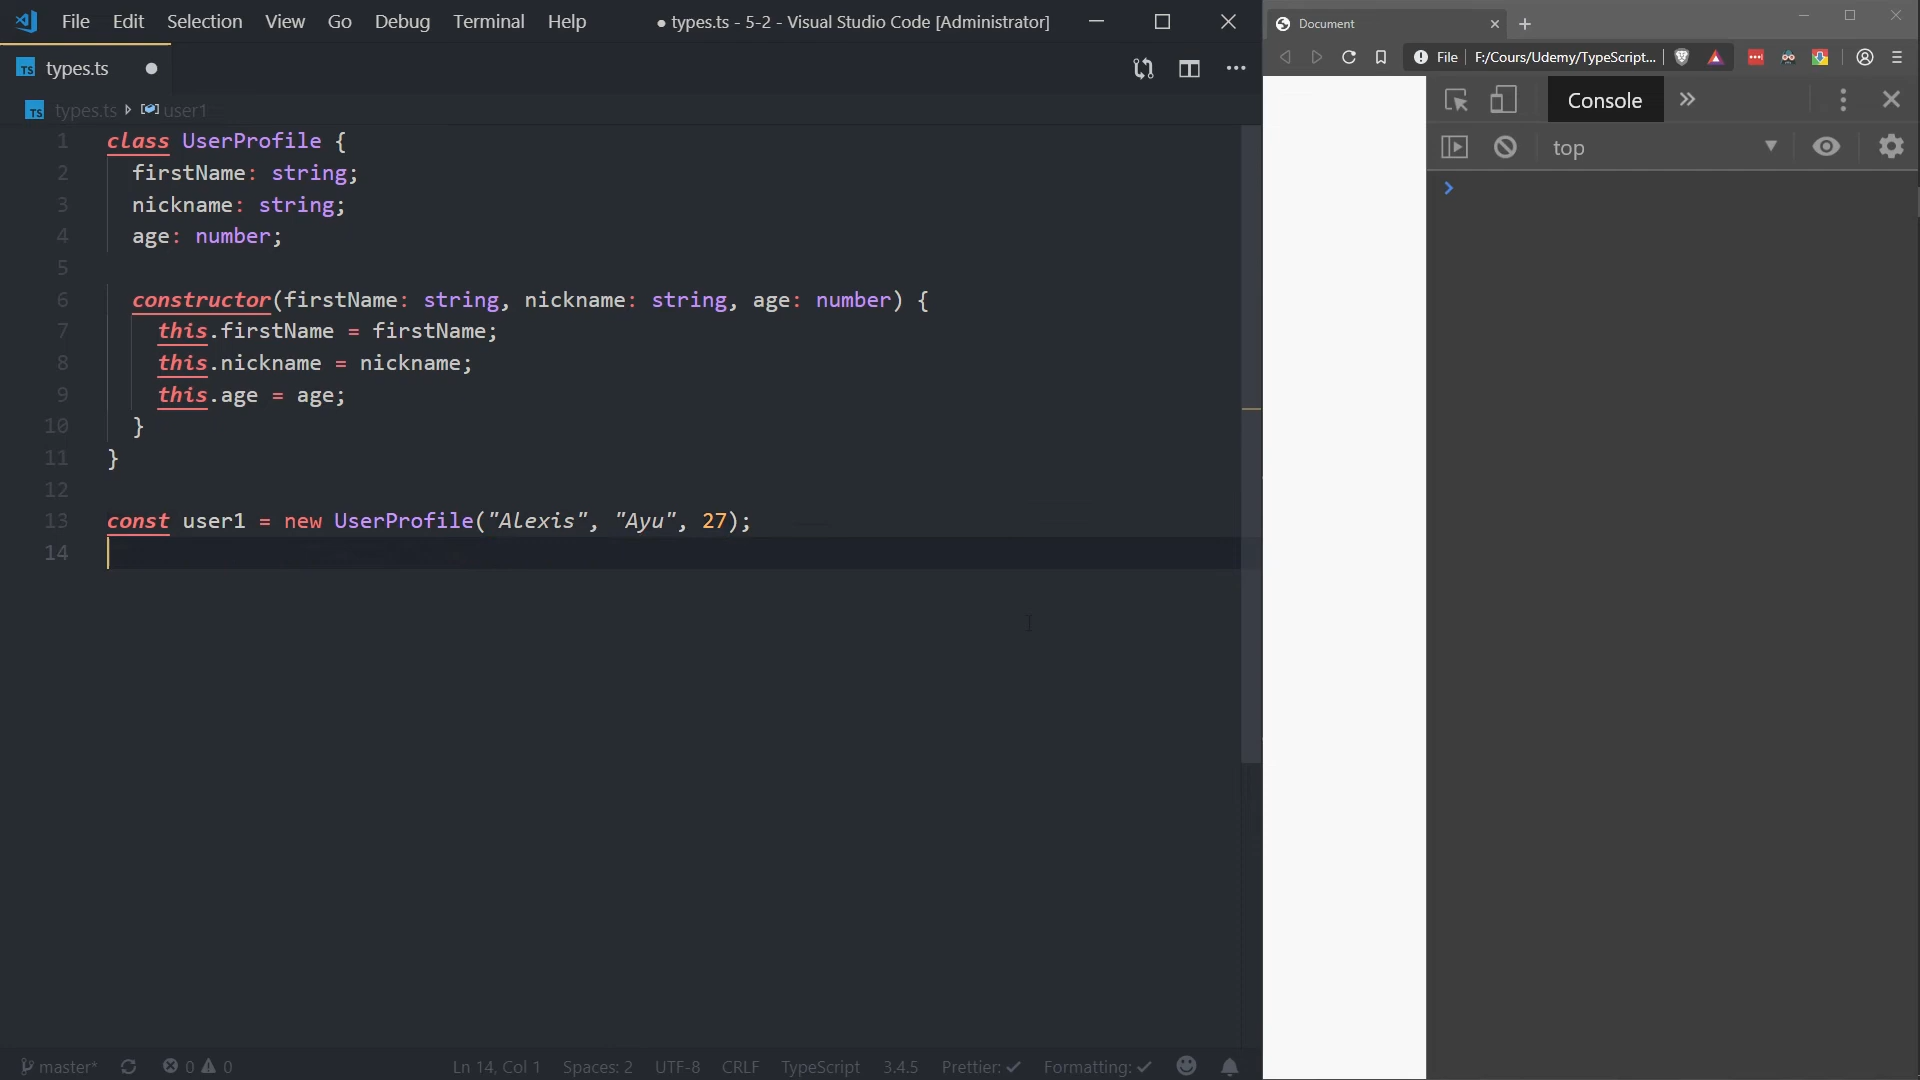 File Edit Selection View Go Debug Terminal Help ● types.ts - 5-2 - Visual Studio Code [Administrator]
TS types.ts
TS types.ts user1
1 class UserProfile {
2 firstName: string;
3 nickname: string;
4 age: number;
5
6 constructor(firstName: string, nickname: string, age: number) {
7 this.firstName = firstName;
8 this.nickname = nickname;
9 this.age = age;
10 }
11 }
12
13 const user1 = new UserProfile("Alexis", "Ayu", 27);
14
master* 0 0 Ln 14, Col 1 Spaces: 2 UTF-8 CRLF TypeScript 3.4.5 Prettier: ✓ Formatting: ✓
Document
File F:/Cours/Udemy/TypeScript...
Console
top